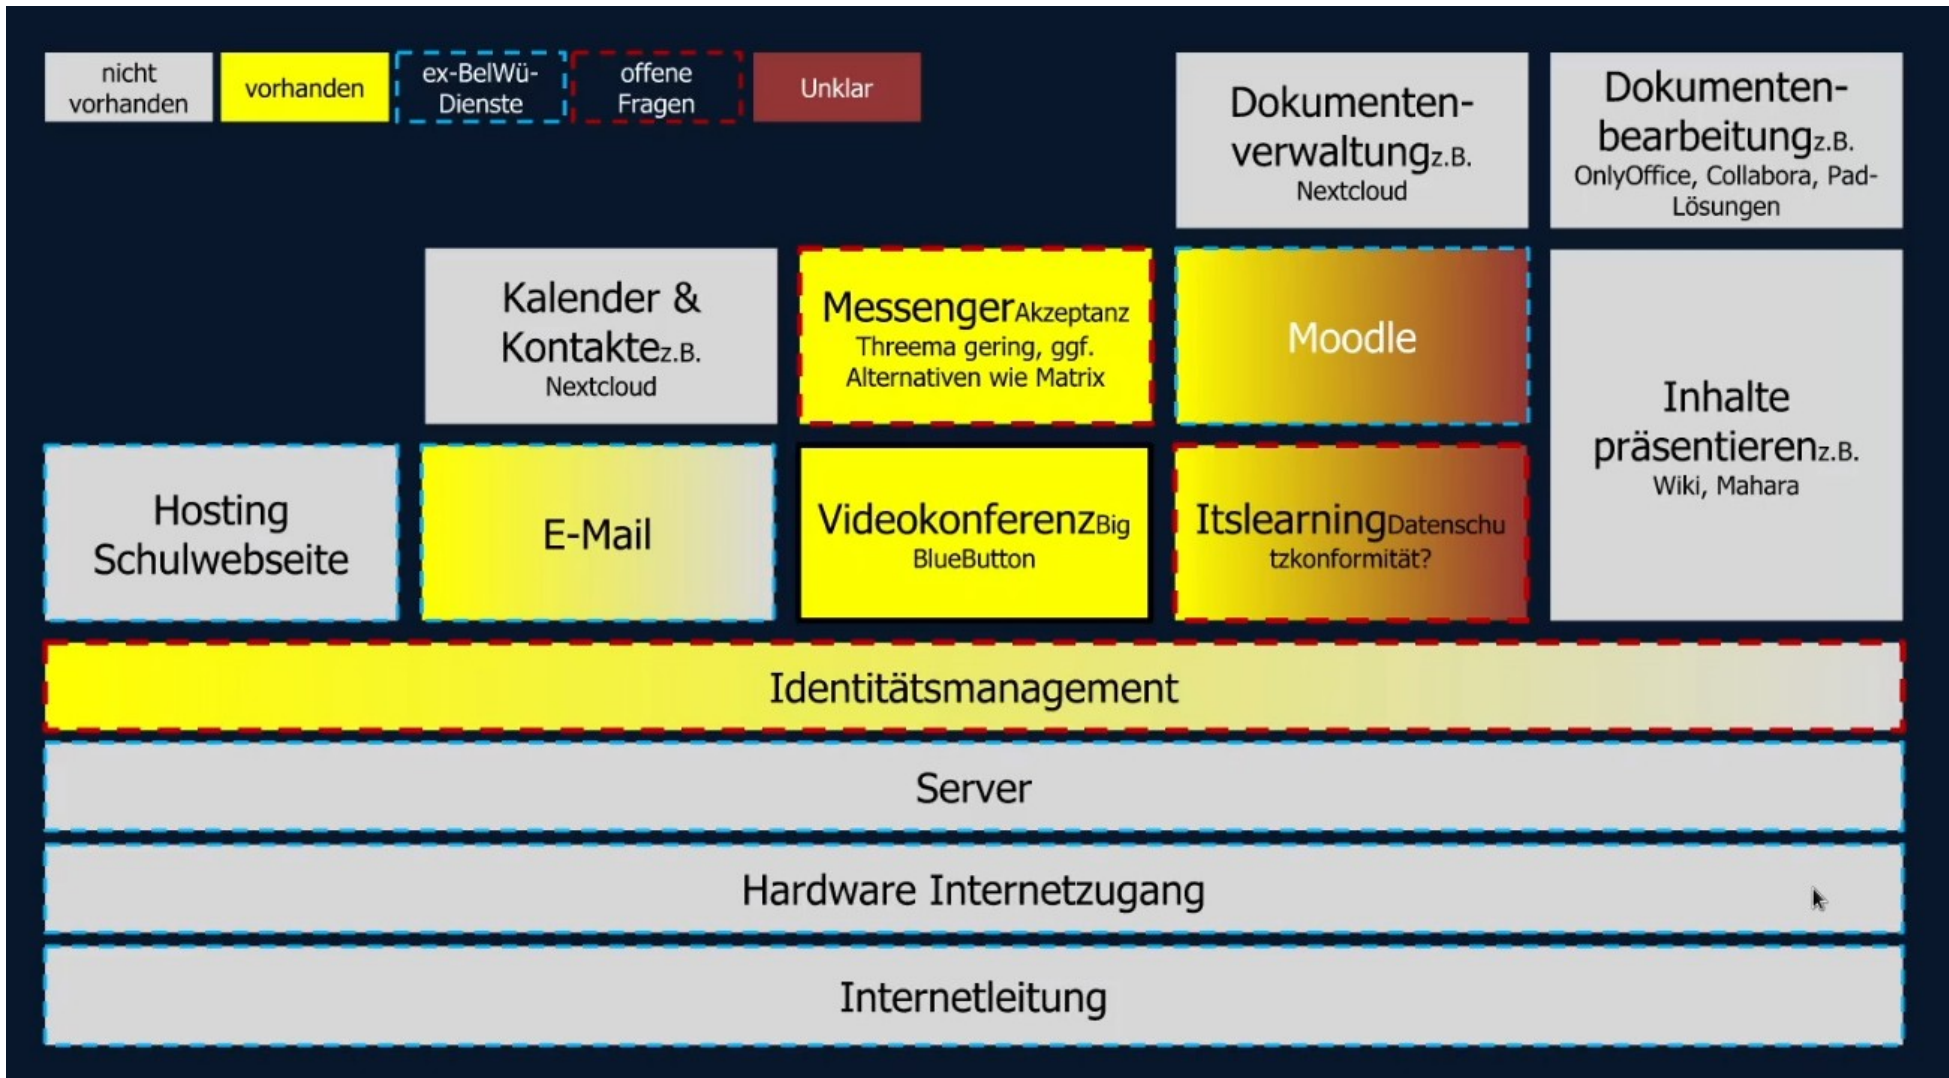 nicht
vorhanden
vorhanden
ex-BelWü-
Dienste
offene
Fragen
Unklar
Dokumenten-
verwaltungz.B.
Nextcloud
Dokumenten-
bearbeitungz.B.
OnlyOffice, Collabora, Pad-
Lösungen
Kalender &
Kontaktez.B.
Nextcloud
MessengerAkzeptanz
Threema gering, ggf.
Alternativen wie Matrix
Moodle
Inhalte
präsentierenz.B.
Wiki, Mahara
Hosting
Schulwebseite
E-Mail
VideokonferenzBig
BlueButton
ItslearningDatenschu
tzkonformität?
Identitätsmanagement
Server
Hardware Internetzugang
Internetleitung